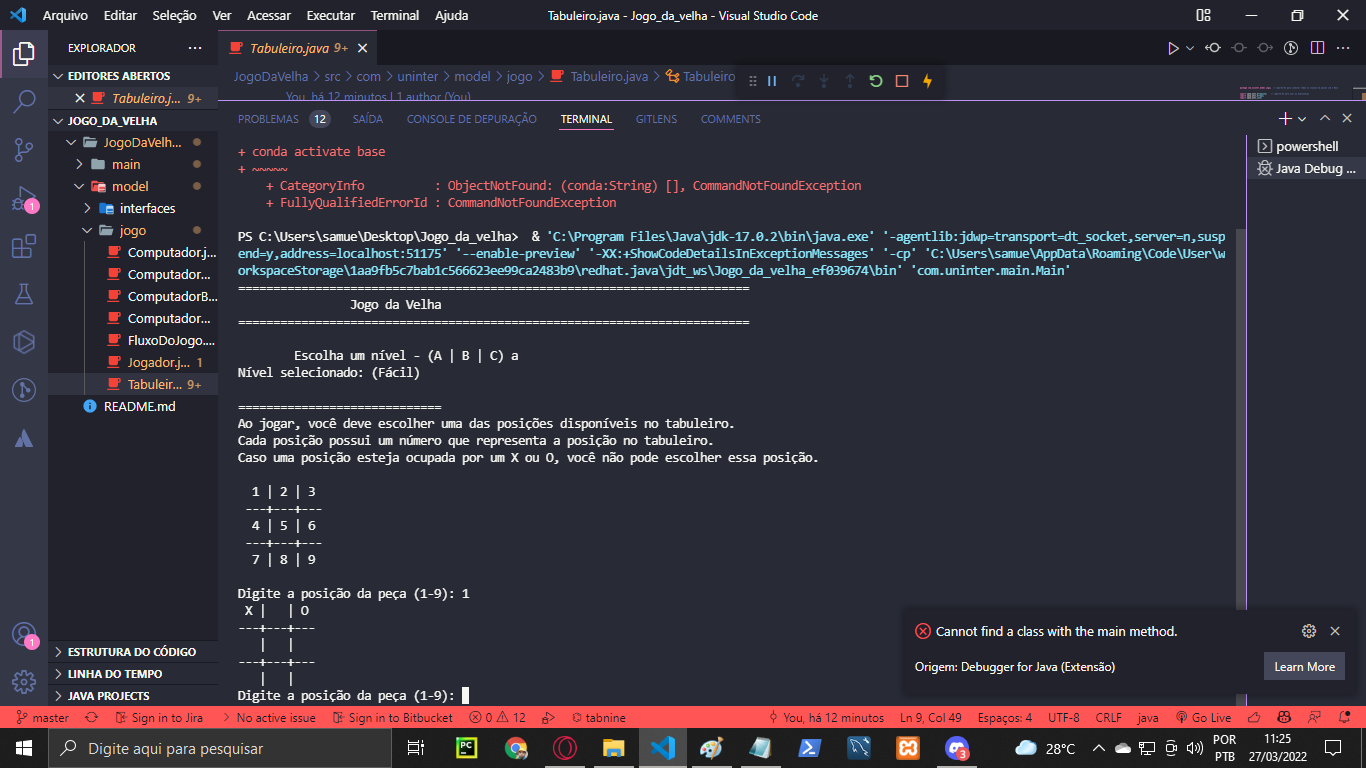 Arquivo Editar Seleção Ver Acessar Executar Terminal Ajuda Tabuleiro.java - Jogo_da_velha - Visual Studio Code
EXPLORADOR ···
Tabuleiro.java 9+
EDITORES ABERTOS
Tabuleiro.j... 9+
JOGO_DA_VELHA
JogoDaVelh...
main
model
interfaces
jogo
Computador.j...
Computador...
ComputadorB...
Computador...
FluxoDoJogo....
Jogador.j... 1
Tabuleir... 9+
README.md
ESTRUTURA DO CÓDIGO
LINHA DO TEMPO
JAVA PROJECTS
JogoDaVelha > src > com > uninter > model > jogo > Tabuleiro.java > Tabuleiro
You, há 12 minutos | 1 author (You)
PROBLEMAS 12 SAÍDA CONSOLE DE DEPURAÇÃO TERMINAL GITLENS COMMENTS
powershell
Java Debug ...
+ conda activate base
+ ~~~~~
+ CategoryInfo : ObjectNotFound: (conda:String) [], CommandNotFoundException
+ FullyQualifiedErrorId : CommandNotFoundException
PS C:\Users\samue\Desktop\Jogo_da_velha> & 'C:\Program Files\Java\jdk-17.0.2\bin\java.exe' '-agentlib:jdwp=transport=dt_socket,server=n,susp
end=y,address=localhost:51175' '--enable-preview' '-XX:+ShowCodeDetailsInExceptionMessages' '-cp' 'C:\Users\samue\AppData\Roaming\Code\User\w
orkspaceStorage\1aa9fb5c7bab1c566623ee99ca2483b9\redhat.java\jdt_ws\Jogo_da_velha_ef039674\bin' 'com.uninter.main.Main'
=========================================================================
Jogo da Velha
=========================================================================
Escolha um nível - (A | B | C) a
Nível selecionado: (Fácil)
=============================
Ao jogar, você deve escolher uma das posições disponíveis no tabuleiro.
Cada posição possui um número que representa a posição no tabuleiro.
Caso uma posição esteja ocupada por um X ou O, você não pode escolher essa posição.
1 | 2 | 3
---+---+---
4 | 5 | 6
---+---+---
7 | 8 | 9
Digite a posição da peça (1-9): 1
X |   | O
---+---+---
|   |
---+---+---
|   |
Digite a posição da peça (1-9):
Cannot find a class with the main method.
Origem: Debugger for Java (Extensão)
Learn More
1
1
master Sign in to Jira No active issue Sign in to Bitbucket 0 12 tabnine You, há 12 minutos Ln 9, Col 49 Espaços: 4 UTF-8 CRLF java Go Live
Digite aqui para pesquisar
PC
3
28°C
POR
PTB
11:25
27/03/2022